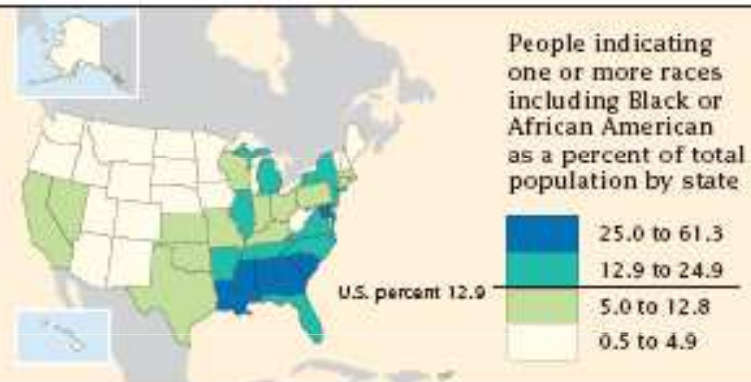 People indicating
one or more races
including Black or
African American
as a percent of total
population by state
25.0 to 61.3
12.9 to 24.9
U.S. percent 12.9
5.0 to 12.8
0.5 to 4.9